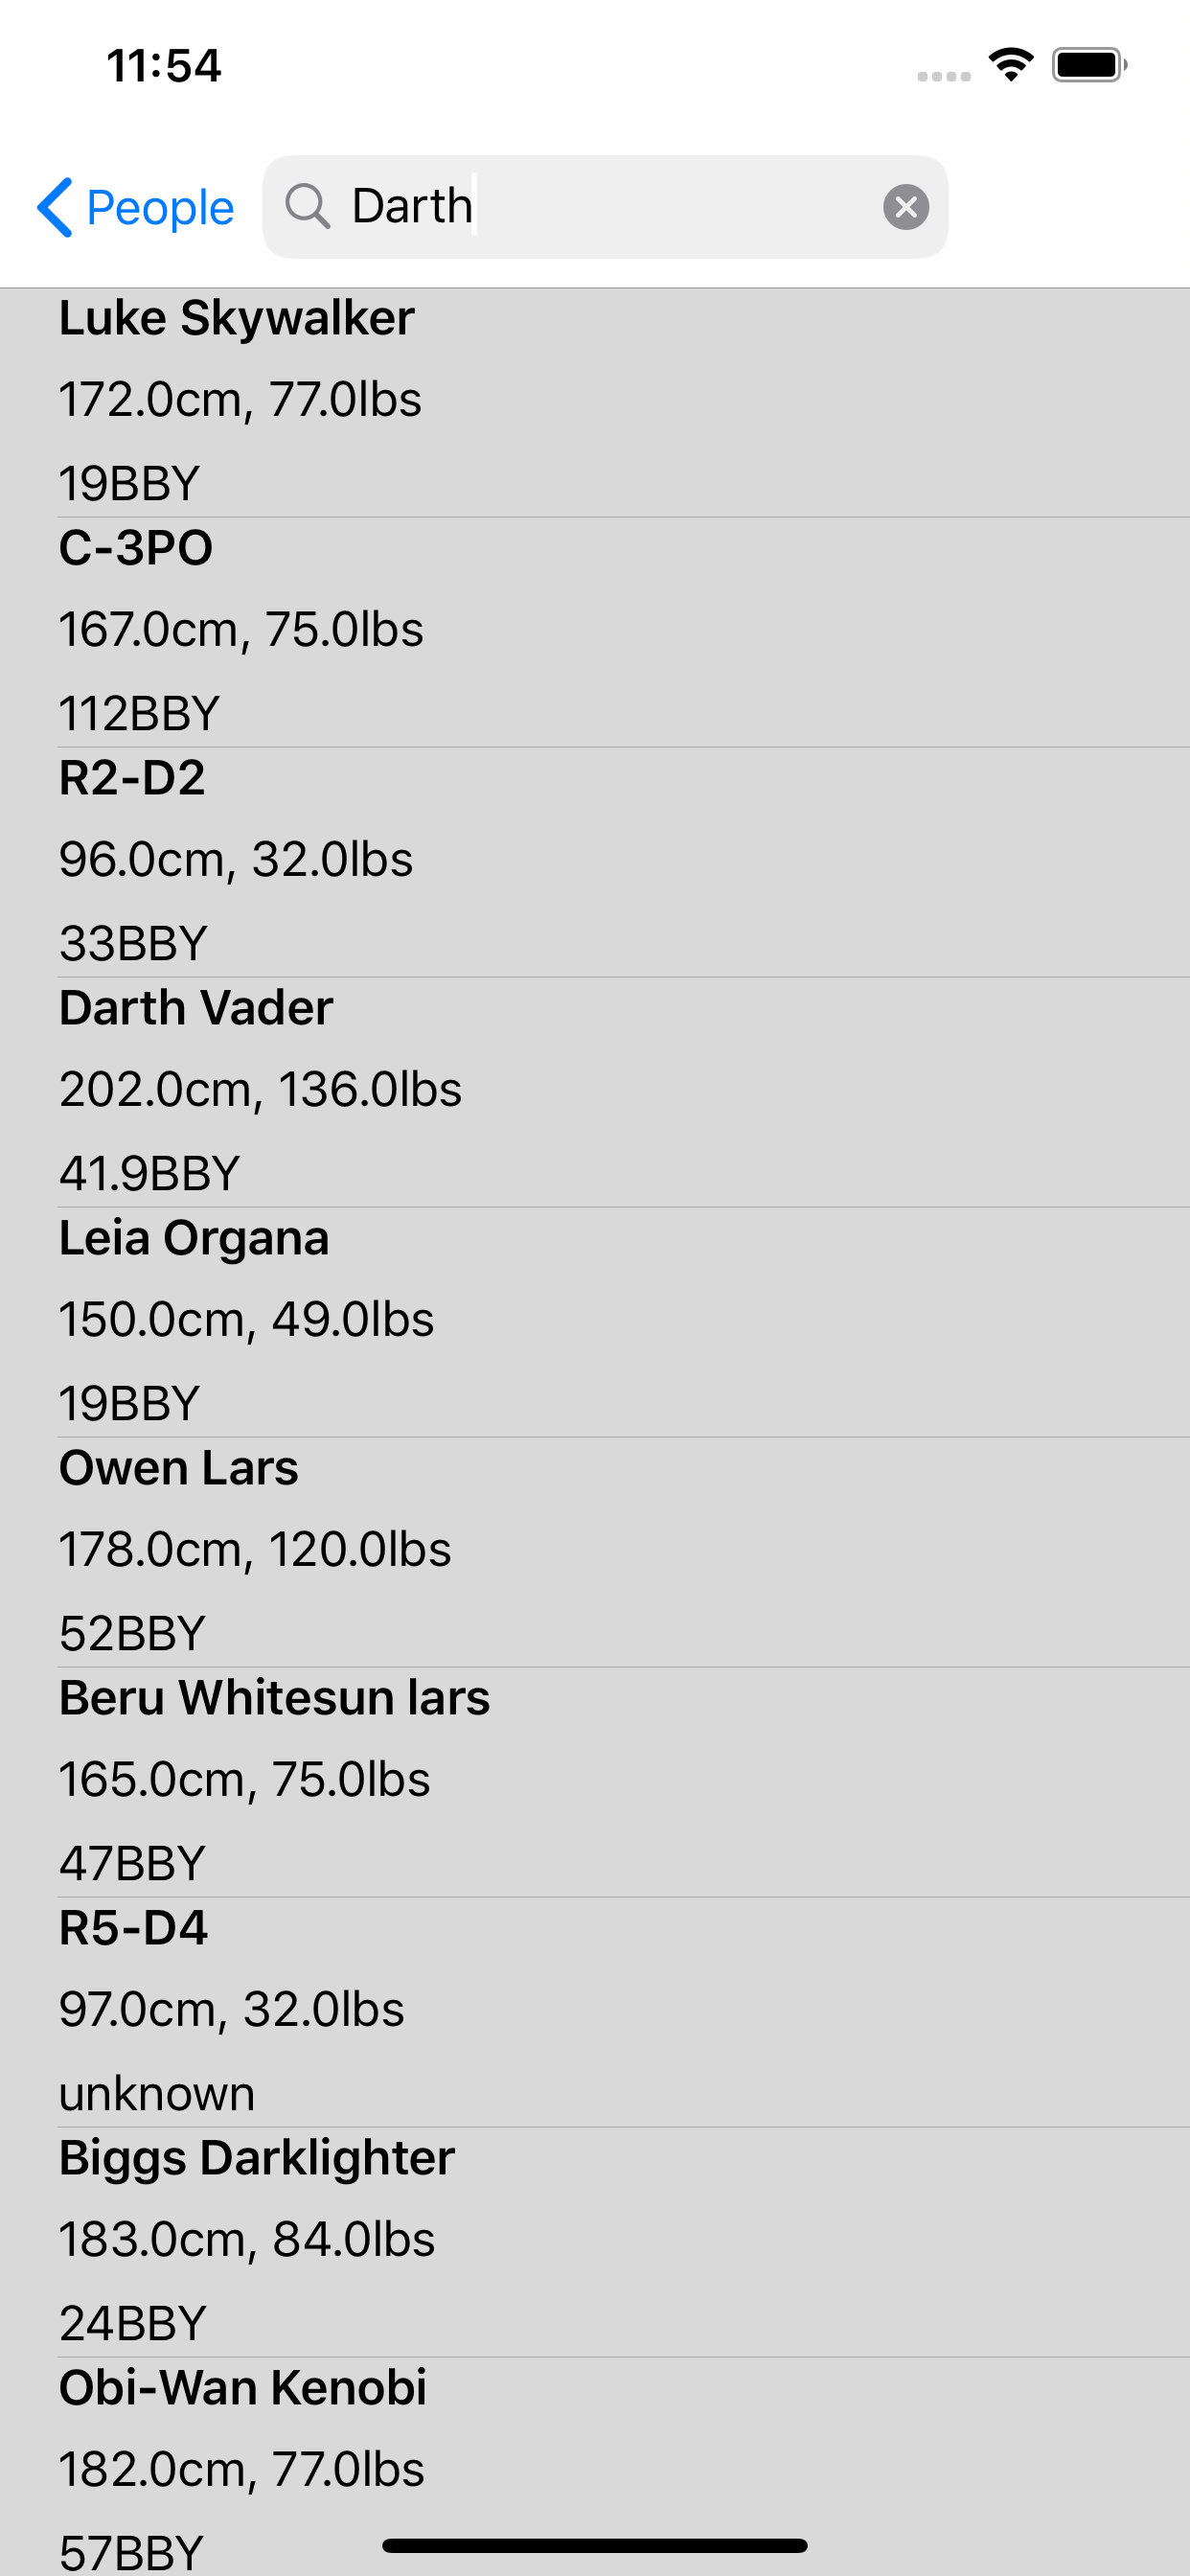 11:54
People
Darth
Luke Skywalker
172.0cm, 77.0lbs
19BBY
C-3PO
167.0cm, 75.0lbs
112BBY
R2-D2
96.0cm, 32.0lbs
33BBY
Darth Vader
202.0cm, 136.0lbs
41.9BBY
Leia Organa
150.0cm, 49.0lbs
19BBY
Owen Lars
178.0cm, 120.0lbs
52BBY
Beru Whitesun lars
165.0cm, 75.0lbs
47BBY
R5-D4
97.0cm, 32.0lbs
unknown
Biggs Darklighter
183.0cm, 84.0lbs
24BBY
Obi-Wan Kenobi
182.0cm, 77.0lbs
57BBY